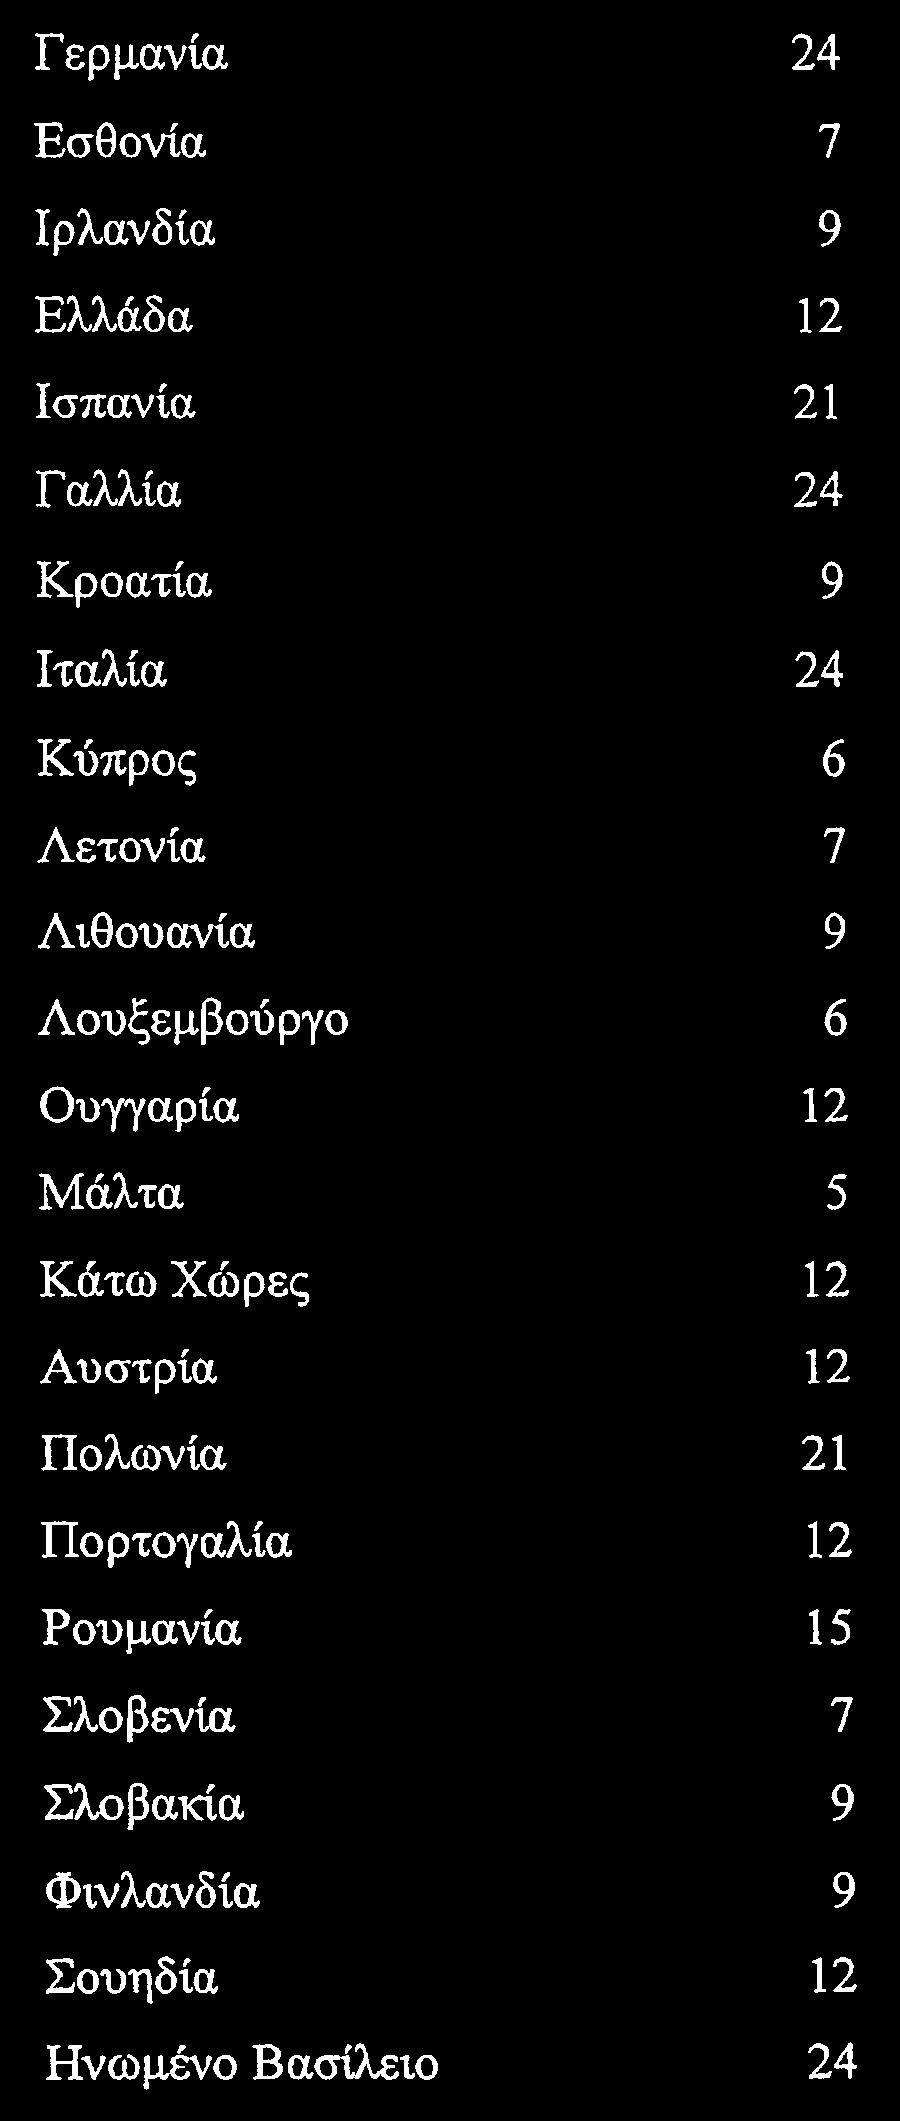 Γερμανία 24
Εσθονία 7
Ιρλανδία 9
Ελλάδα 12
Ισπανία 21
Γαλλία 24
Κροατία 9
Ιταλία 24
Κύπρος 6
Λετονία 7
Λιθουανία 9
Λουξεμβούργο 6
Ουγγαρία 12
Μάλτα 5
Κάτω Χώρες 12
Αυστρία 12
Πολωνία 21
Πορτογαλία 12
Ρουμανία 15
Σλοβενία 7
Σλοβακία 9
Φινλανδία 9
Σουηδία 12
Ηνωμένο Βασίλειο 24